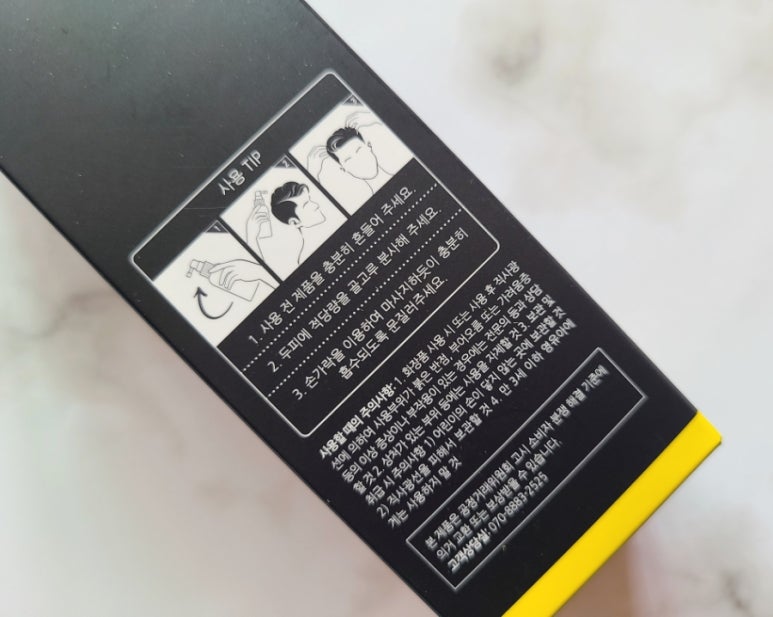 사용 TIP
1
2
3
1. 사용 전 제품을 충분히 흔들어 주세요.
2. 두피에 적당량을 골고루 분사해 주세요.
3. 손가락을 이용하여 마사지하듯이 충분히
흡수되도록 문질러주세요.
사용할 때의 주의사항: 1. 화장품 사용 시 또는 사용 후 직사광
선에 의하여 사용부위가 붉은 반점, 부어오름 또는 가려움증
등의 이상 증상이나 부작용이 있는 경우에는 전문의 등과 상담
할 것 2. 상처가 있는 부위 등에는 사용을 자제할 것 3. 보관 및
취급 시 주의사항 1) 어린이의 손이 닿지 않는 곳에 보관할 것
2) 직사광선을 피해서 보관할 것 4. 만 3세 이하 영유아에
게는 사용하지 말 것
본 제품은 공정거래위원회 고시 소비자 분쟁 해결 기준에
의거 교환 또는 보상받을 수 있습니다.
고객상담실: 070-8883-2525